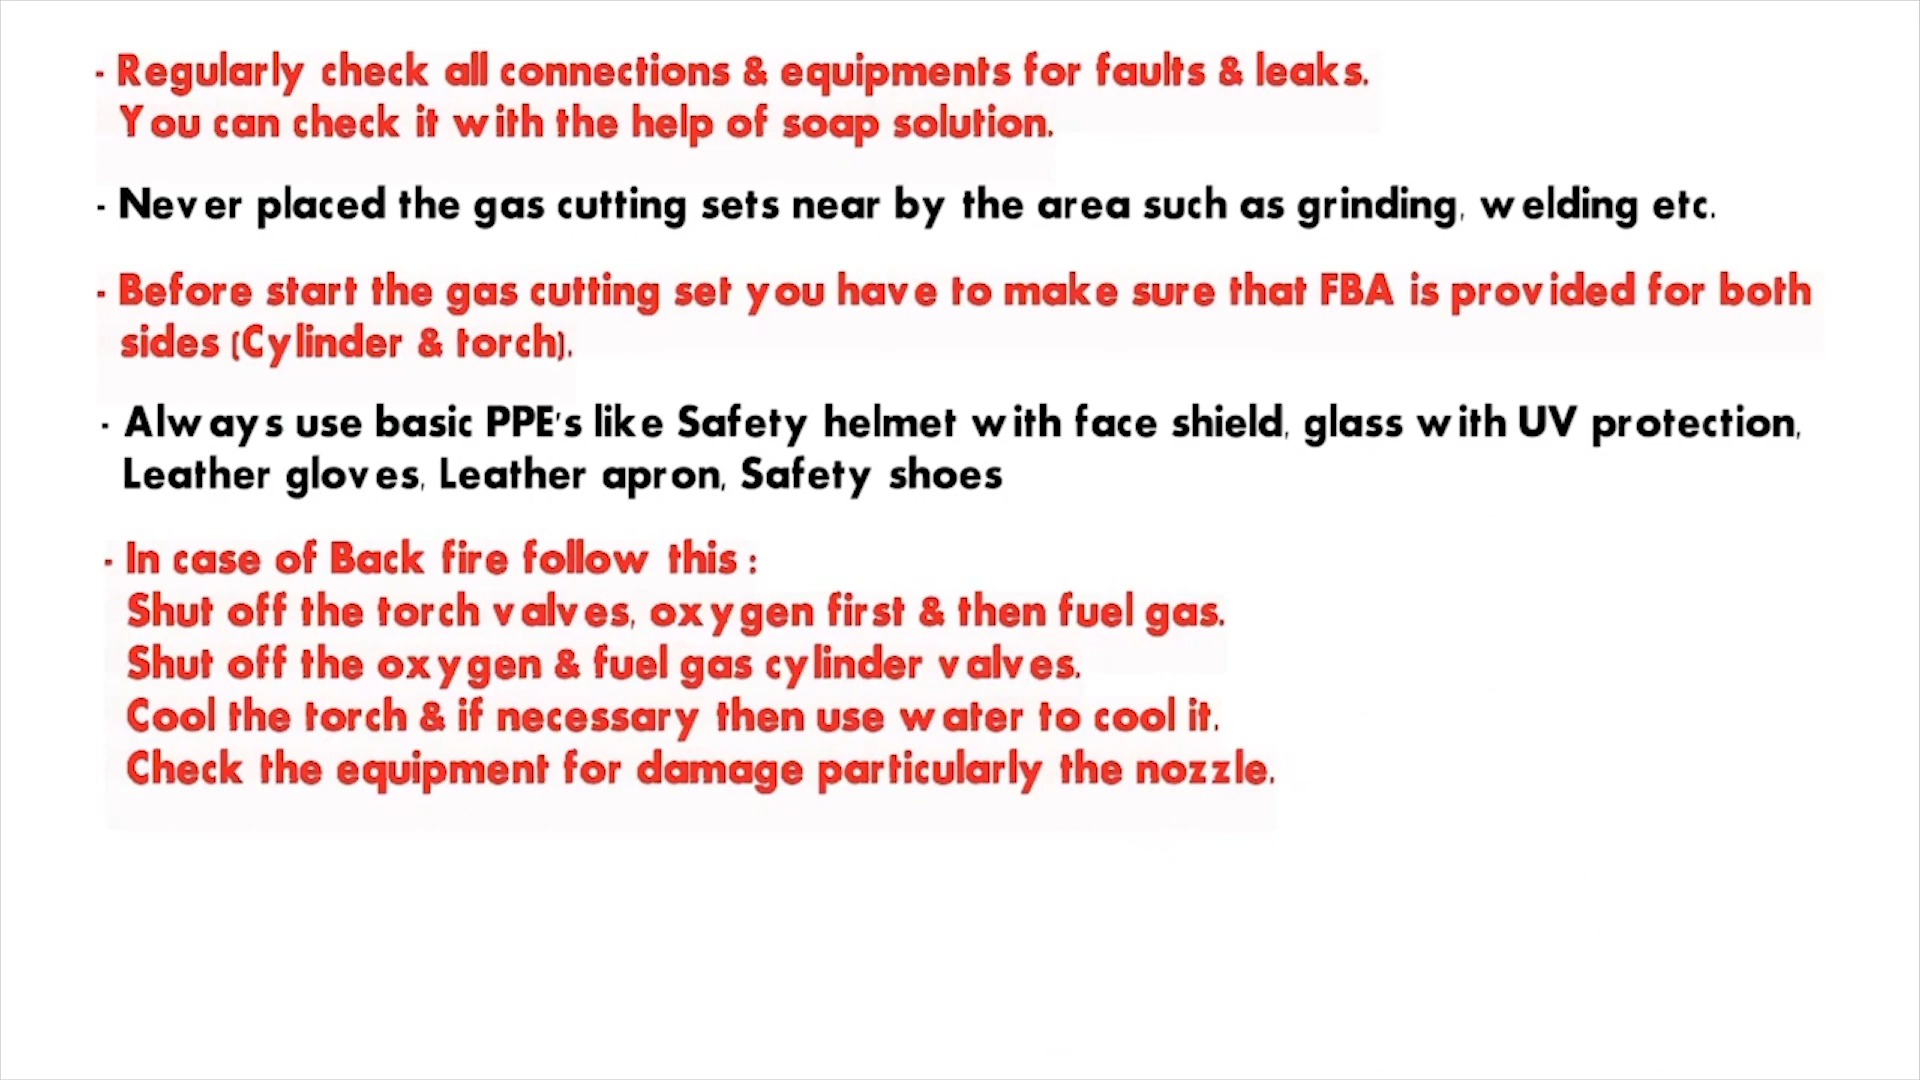 - Regularly check all connections & equipments for faults & leaks.
You can check it with the help of soap solution.
- Never placed the gas cutting sets near by the area such as grinding, welding etc.
- Before start the gas cutting set you have to make sure that FBA is provided for both
sides (Cylinder & torch).
- Always use basic PPE's like Safety helmet with face shield, glass with UV protection,
Leather gloves, Leather apron, Safety shoes
- In case of Back fire follow this :
Shut off the torch valves, oxygen first & then fuel gas.
Shut off the oxygen & fuel gas cylinder valves.
Cool the torch & if necessary then use water to cool it.
Check the equipment for damage particularly the nozzle.